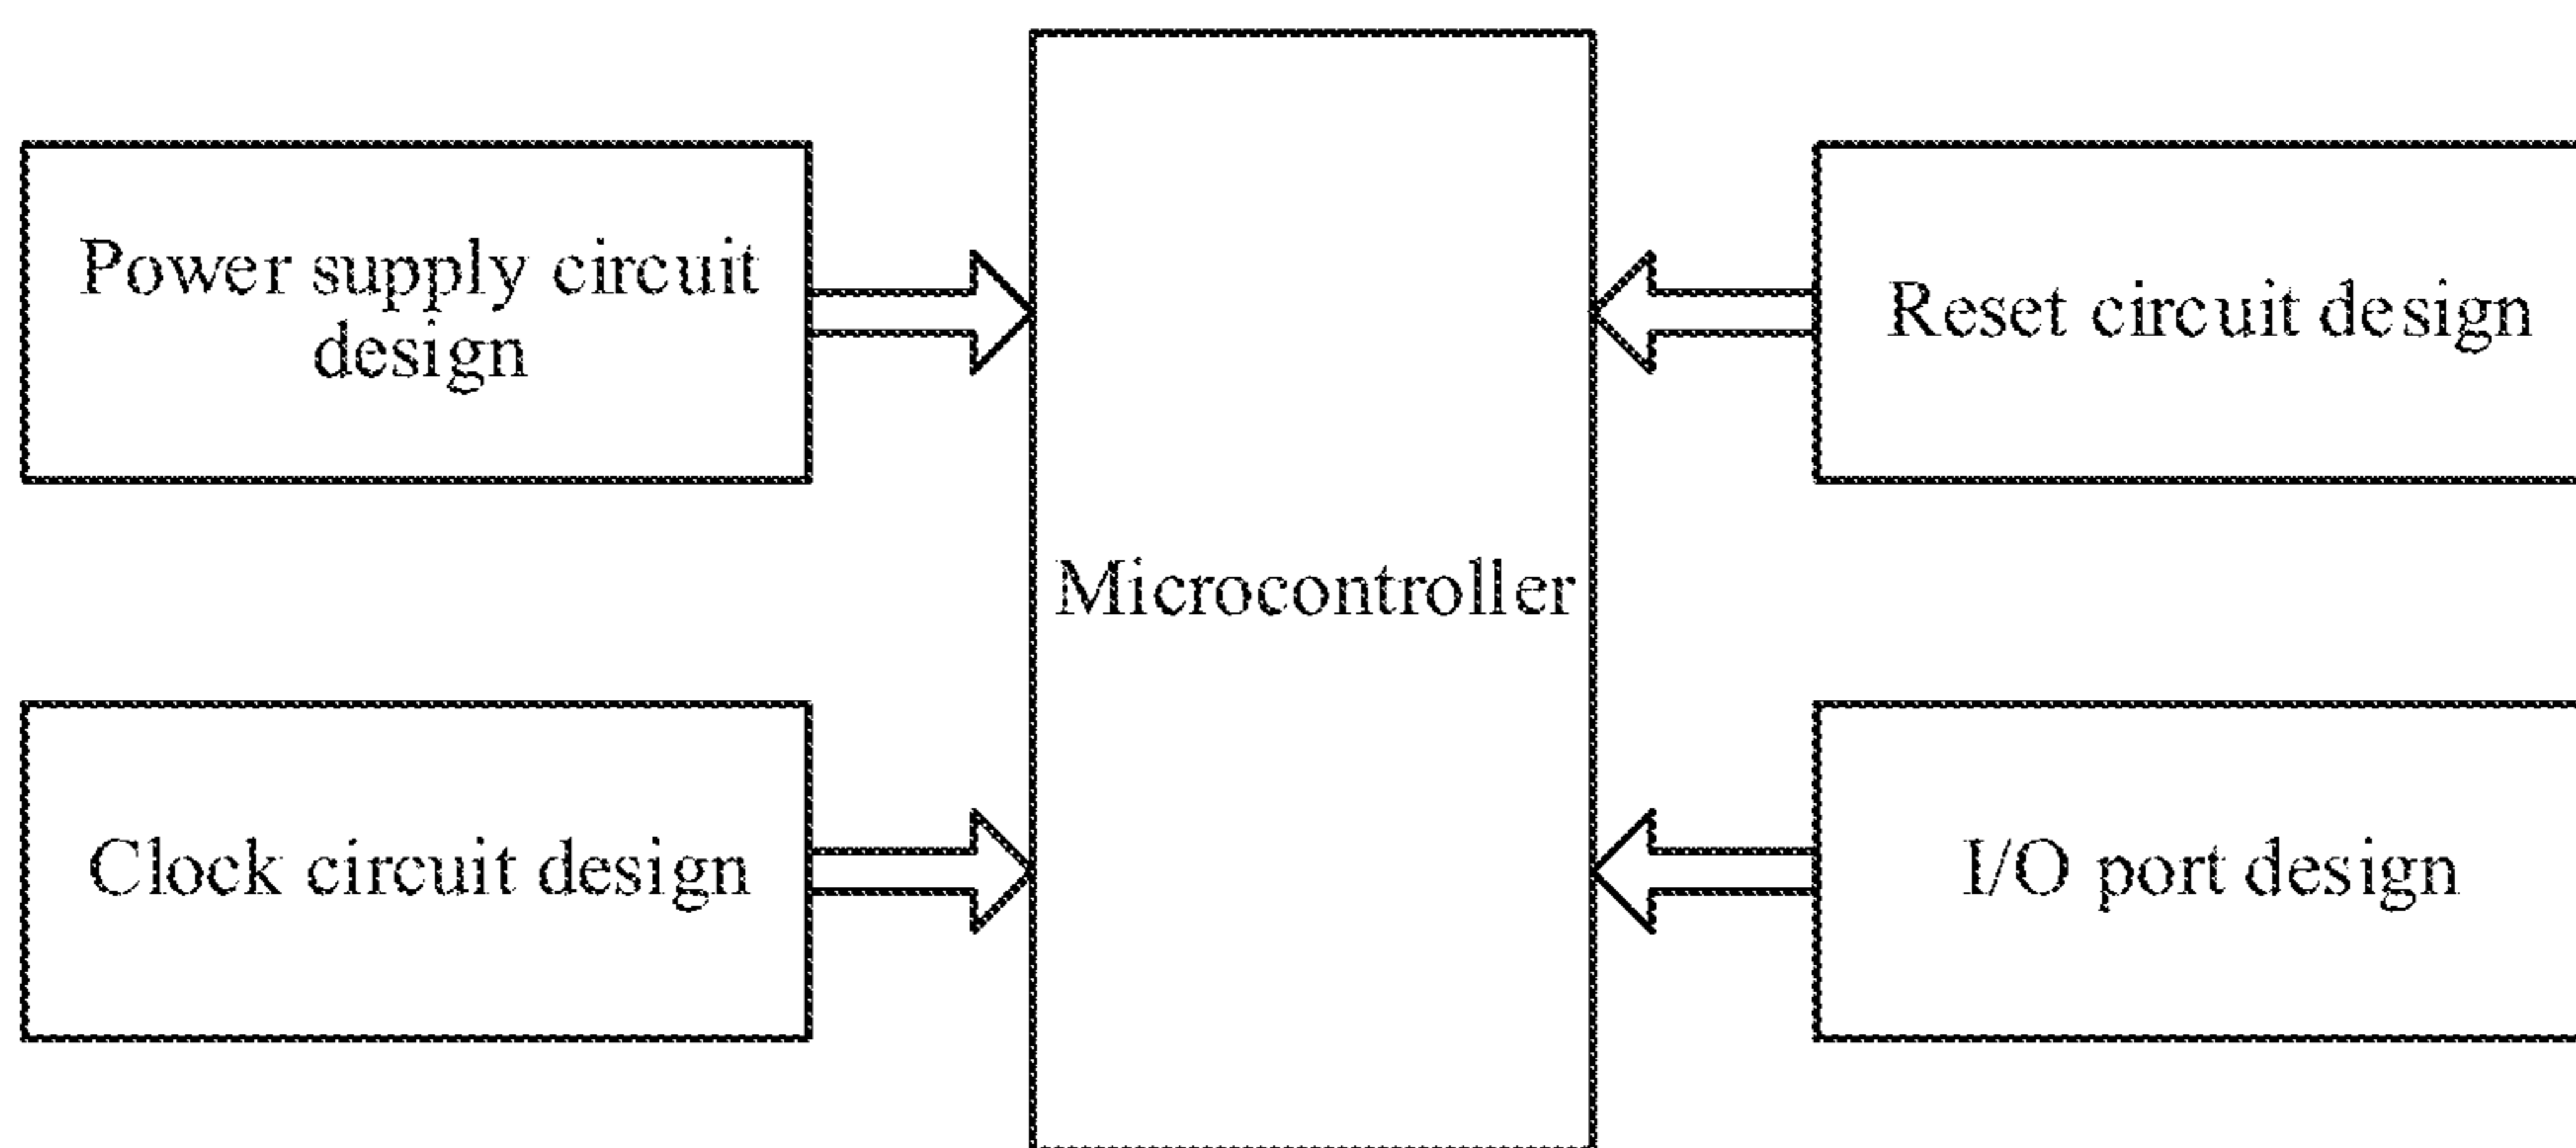 Power supply circuit
design
Reset circuit design
Microcontroller
Clock circuit design
I/O port design